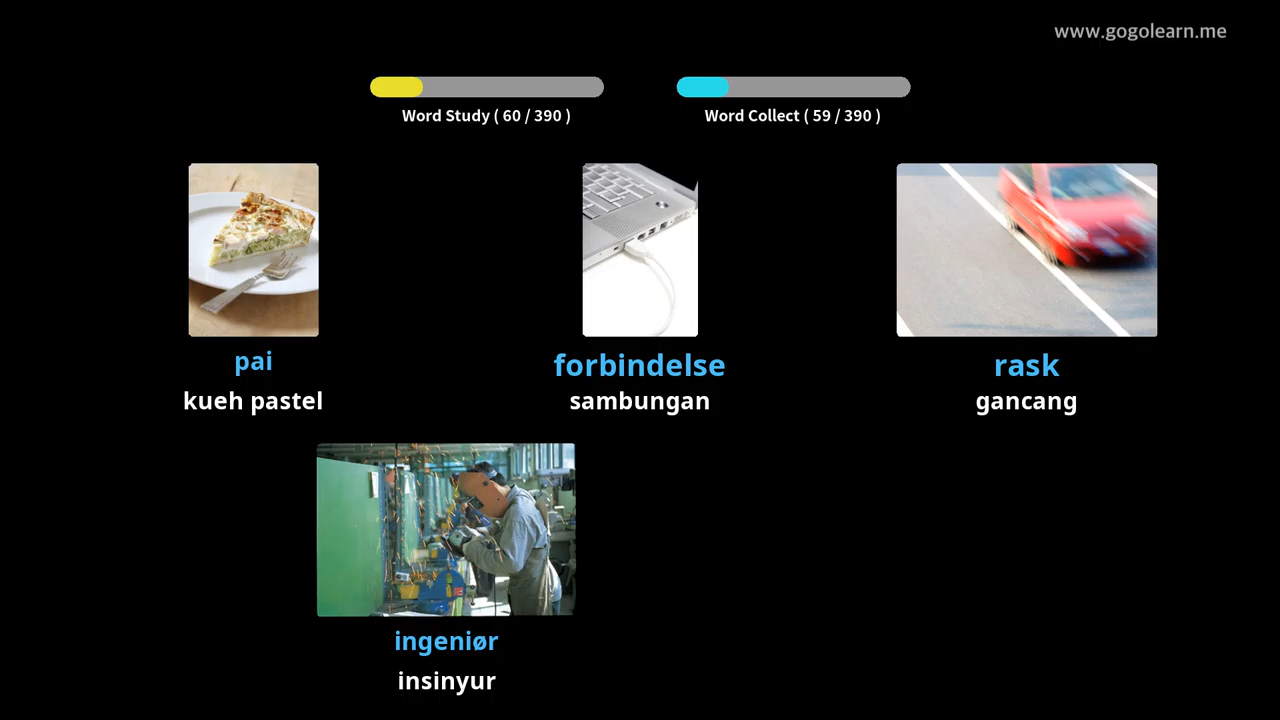 www.gogolearn.me
Word Study ( 60 / 390 )
Word Collect ( 59 / 390 )
pai
kueh pastel
forbindelse
sambungan
rask
gancang
ingeniør
insinyur